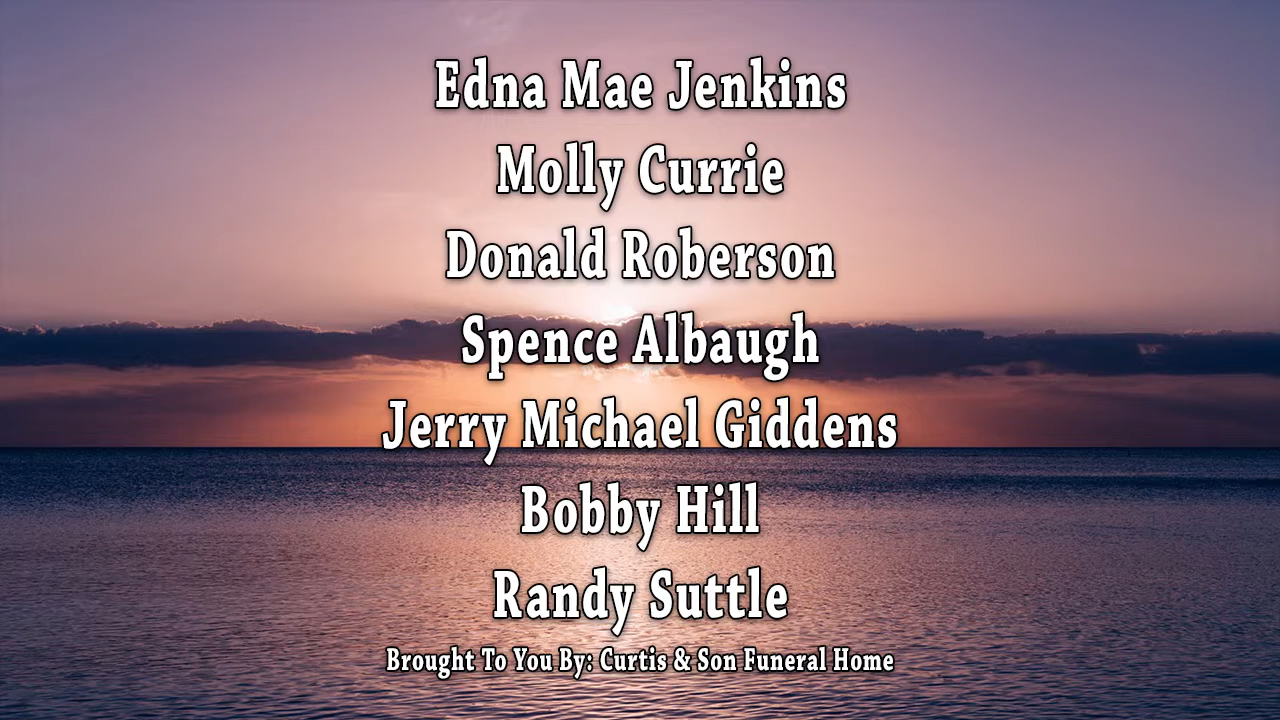 Edna Mae Jenkins
Molly Currie
Donald Roberson
Spence Albaugh
Jerry Michael Giddens
Bobby Hill
Randy Suttle
Brought To You By: Curtis & Son Funeral Home